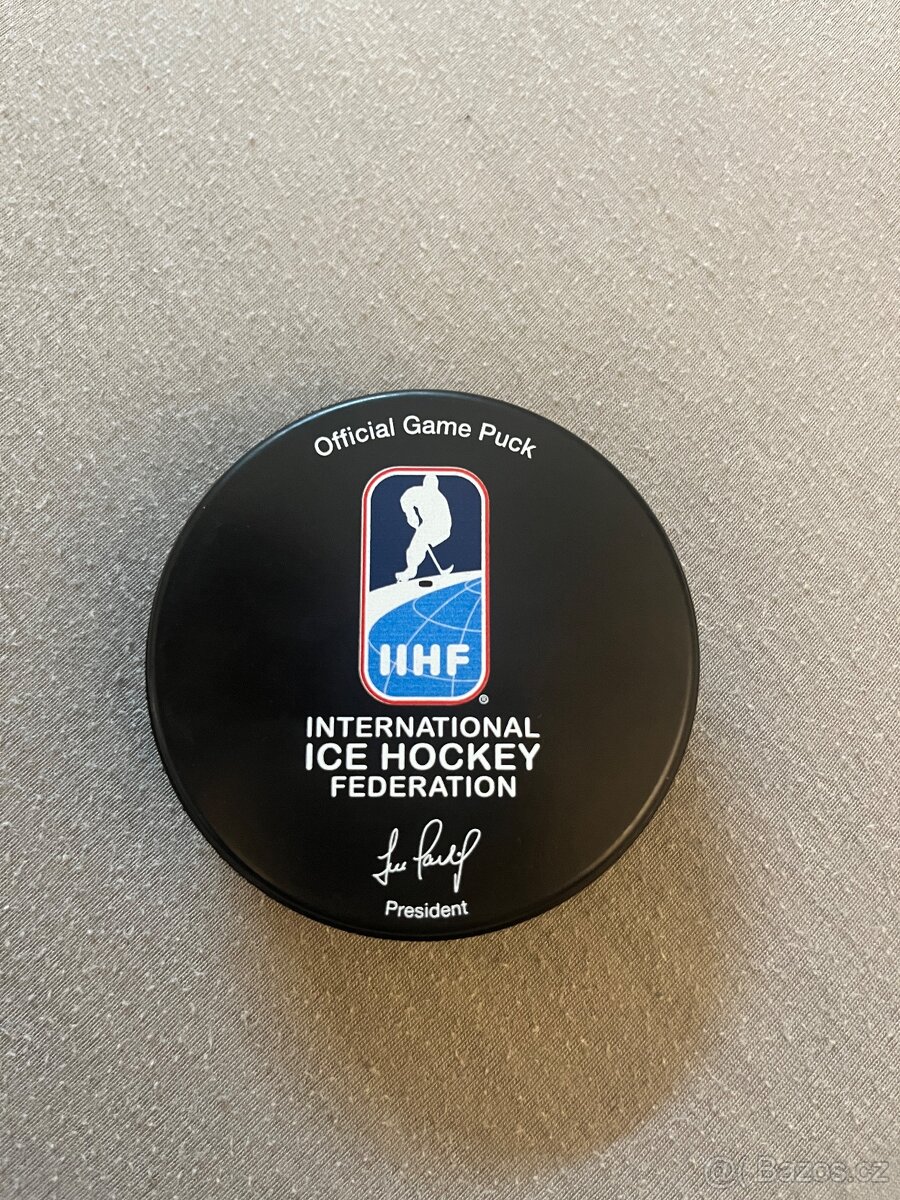 Official Game Puck
IIHF
®
INTERNATIONAL
ICE HOCKEY
FEDERATION
President
Bazos.cz